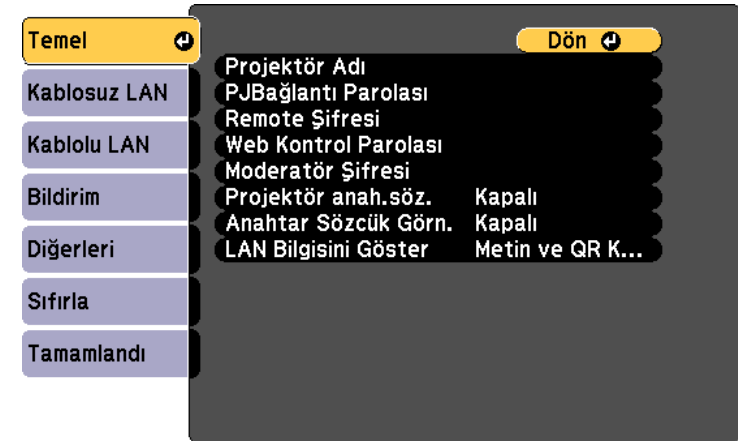 Temel
Kablosuz LAN
Kablolu LAN
Bildirim
Diğerleri
Sıfırla
Tamamlandı
Dön
Projektör Adı
PJBağlantı Parolası
Remote Şifresi
Web Kontrol Parolası
Moderatör Şifresi
Projektör anah.söz. Kapalı
Anahtar Sözcük Görn. Kapalı
LAN Bilgisini Göster Metin ve QR K...